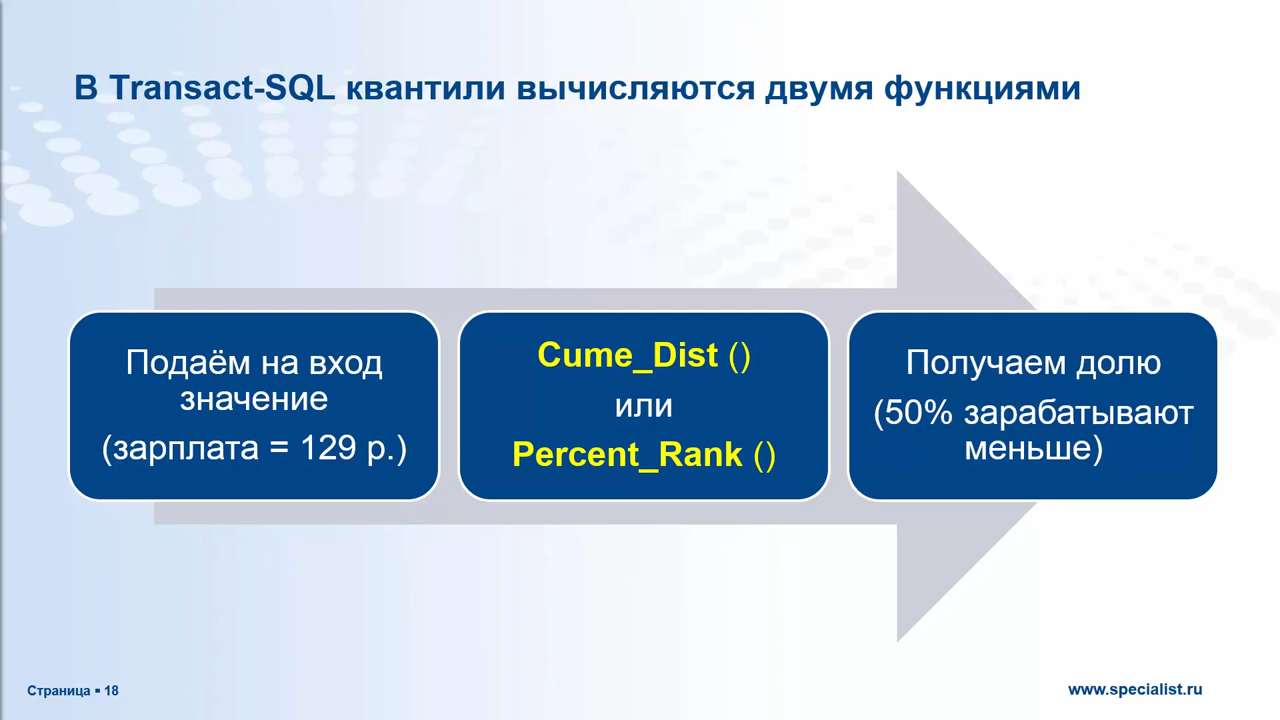 В Transact-SQL квантили вычисляются двумя функциями
Подаём на вход
значение
(зарплата = 129 р.)
Cume_Dist ()
или
Percent_Rank ()
Получаем долю
(50% зарабатывают
меньше)
Страница ▪ 18
www.specialist.ru